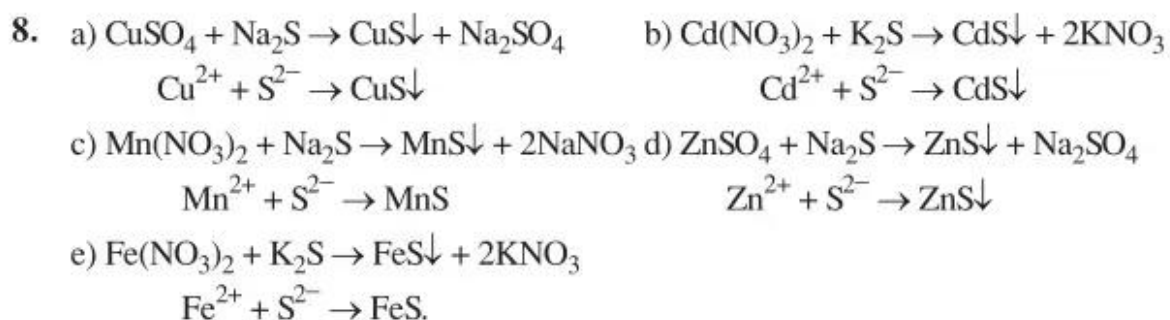 8. a) CuSO₄ + Na₂S → CuS↓ + Na₂SO₄ b) Cd(NO₃)₂ + K₂S → CdS↓ + 2KNO₃
Cu²⁺ + S²⁻ → CuS↓ Cd²⁺ + S²⁻ → CdS↓
c) Mn(NO₃)₂ + Na₂S → MnS↓ + 2NaNO₃ d) ZnSO₄ + Na₂S → ZnS↓ + Na₂SO₄
Mn²⁺ + S²⁻ → MnS Zn²⁺ + S²⁻ → ZnS↓
e) Fe(NO₃)₂ + K₂S → FeS↓ + 2KNO₃
Fe²⁺ + S²⁻ → FeS.